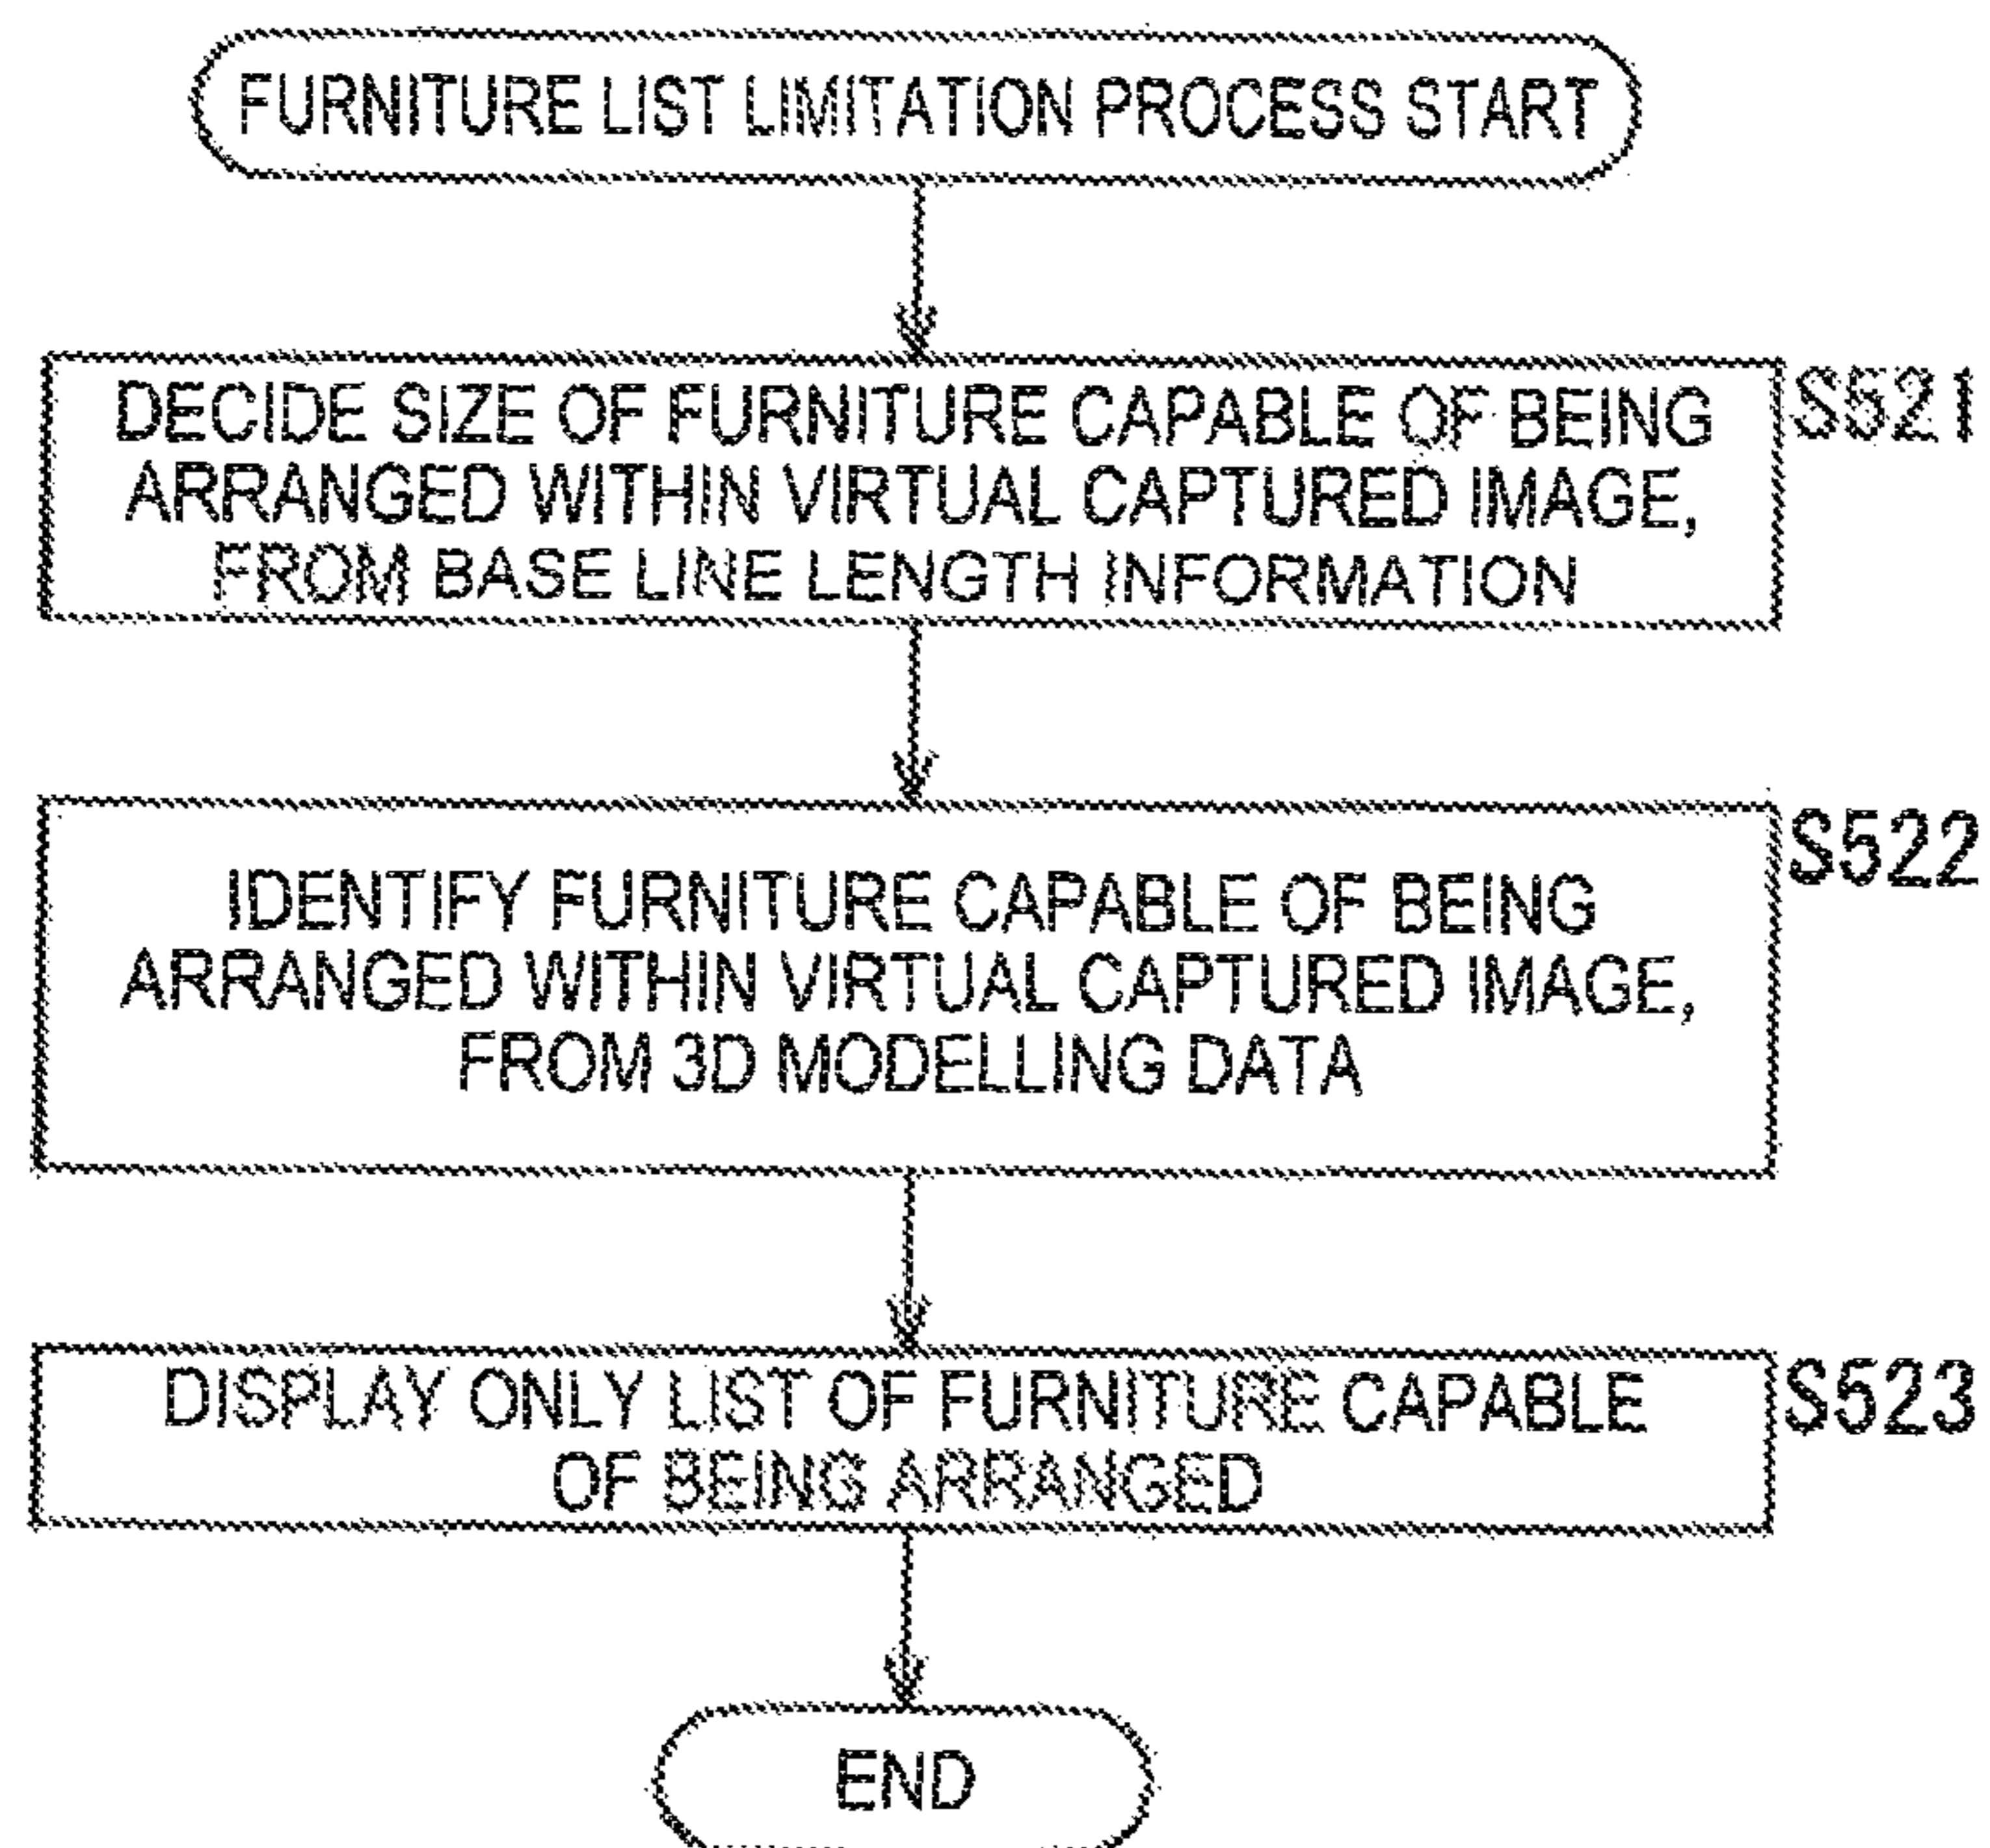 FURNITURE LIST LIMITATION PROCESS START
DECIDE SIZE OF FURNITURE CAPABLE OF BEING
ARRANGED WITHIN VIRTUAL CAPTURED IMAGE,
FROM BASE LINE LENGTH INFORMATION
S521
IDENTIFY FURNITURE CAPABLE OF BEING
ARRANGED WITHIN VIRTUAL CAPTURED IMAGE,
FROM 3D MODELLING DATA
S522
DISPLAY ONLY LIST OF FURNITURE CAPABLE
OF BEING ARRANGED
S523
END